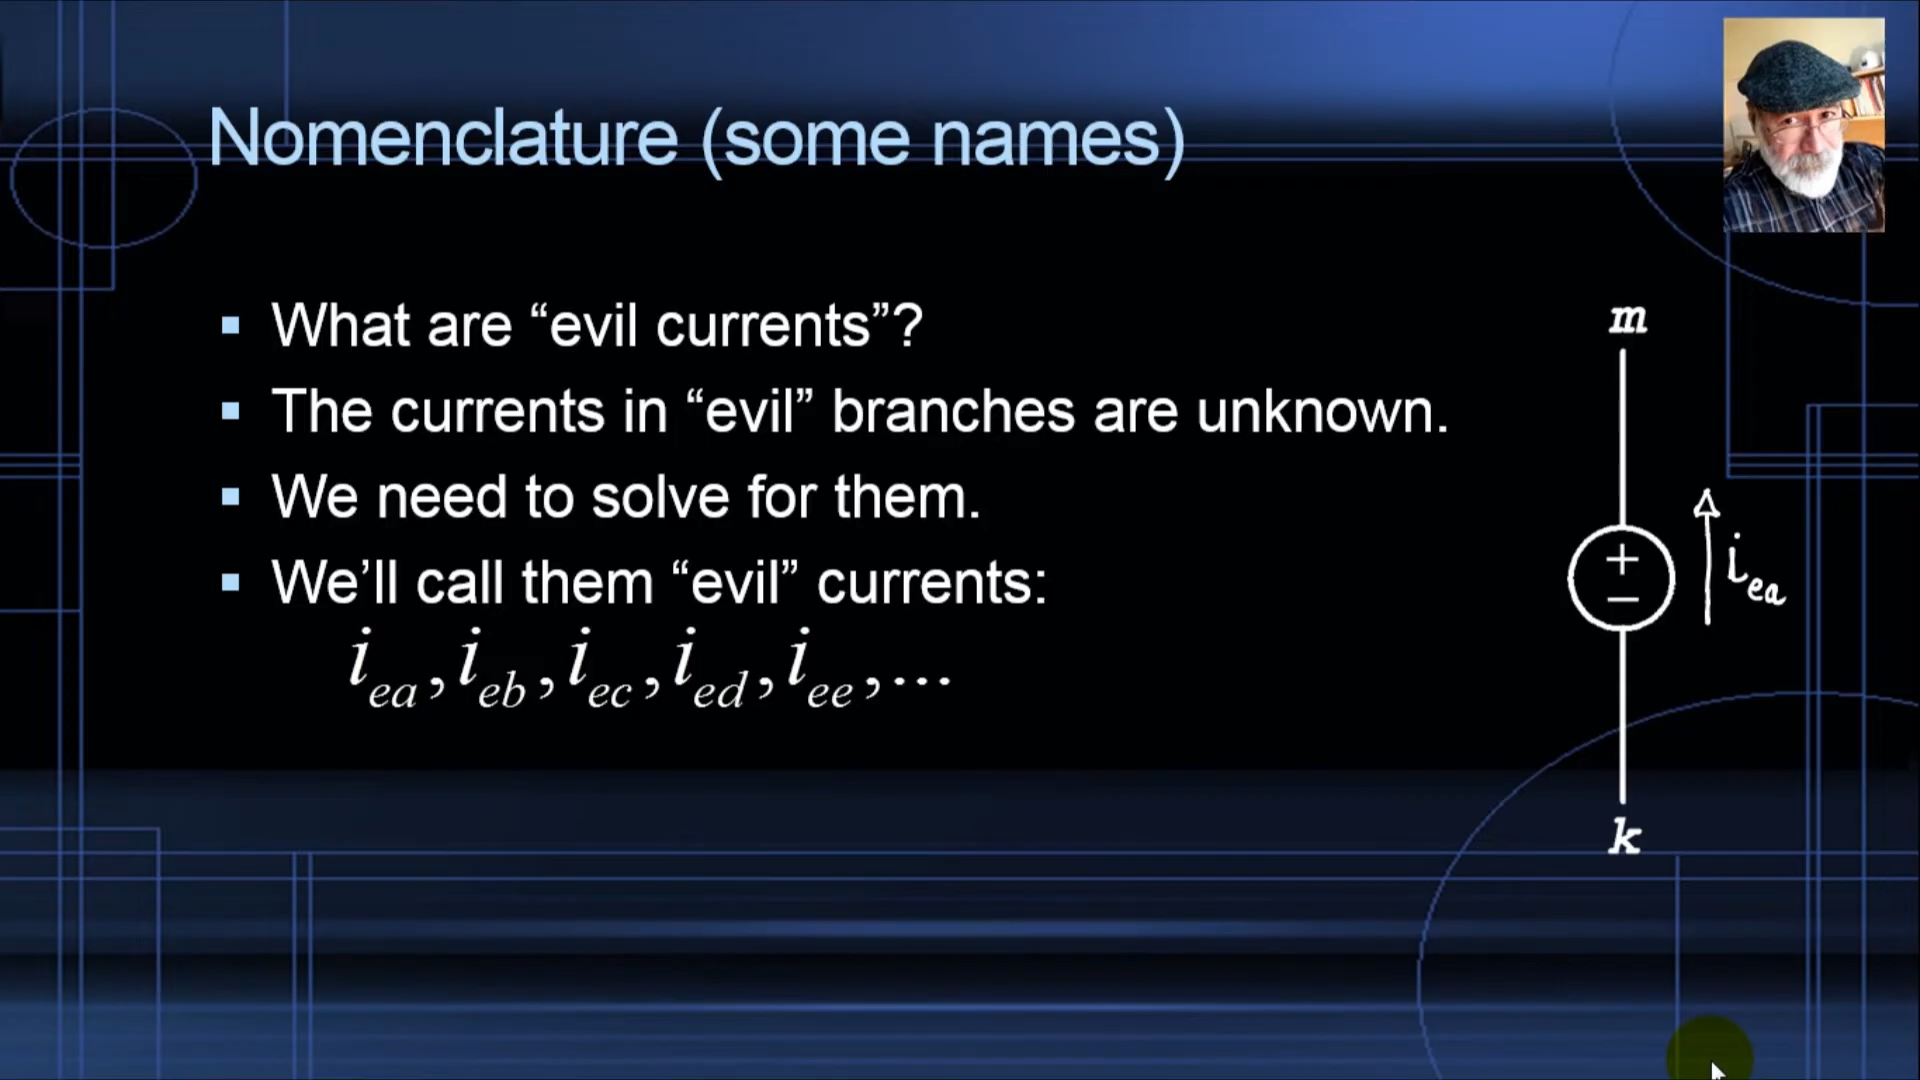 Nomenclature (some names)
What are “evil currents”?
The currents in “evil” branches are unknown.
We need to solve for them.
We’ll call them “evil” currents:
i_ea, i_eb, i_ec, i_ed, i_ee, ...
m
+
−
i_ea
k